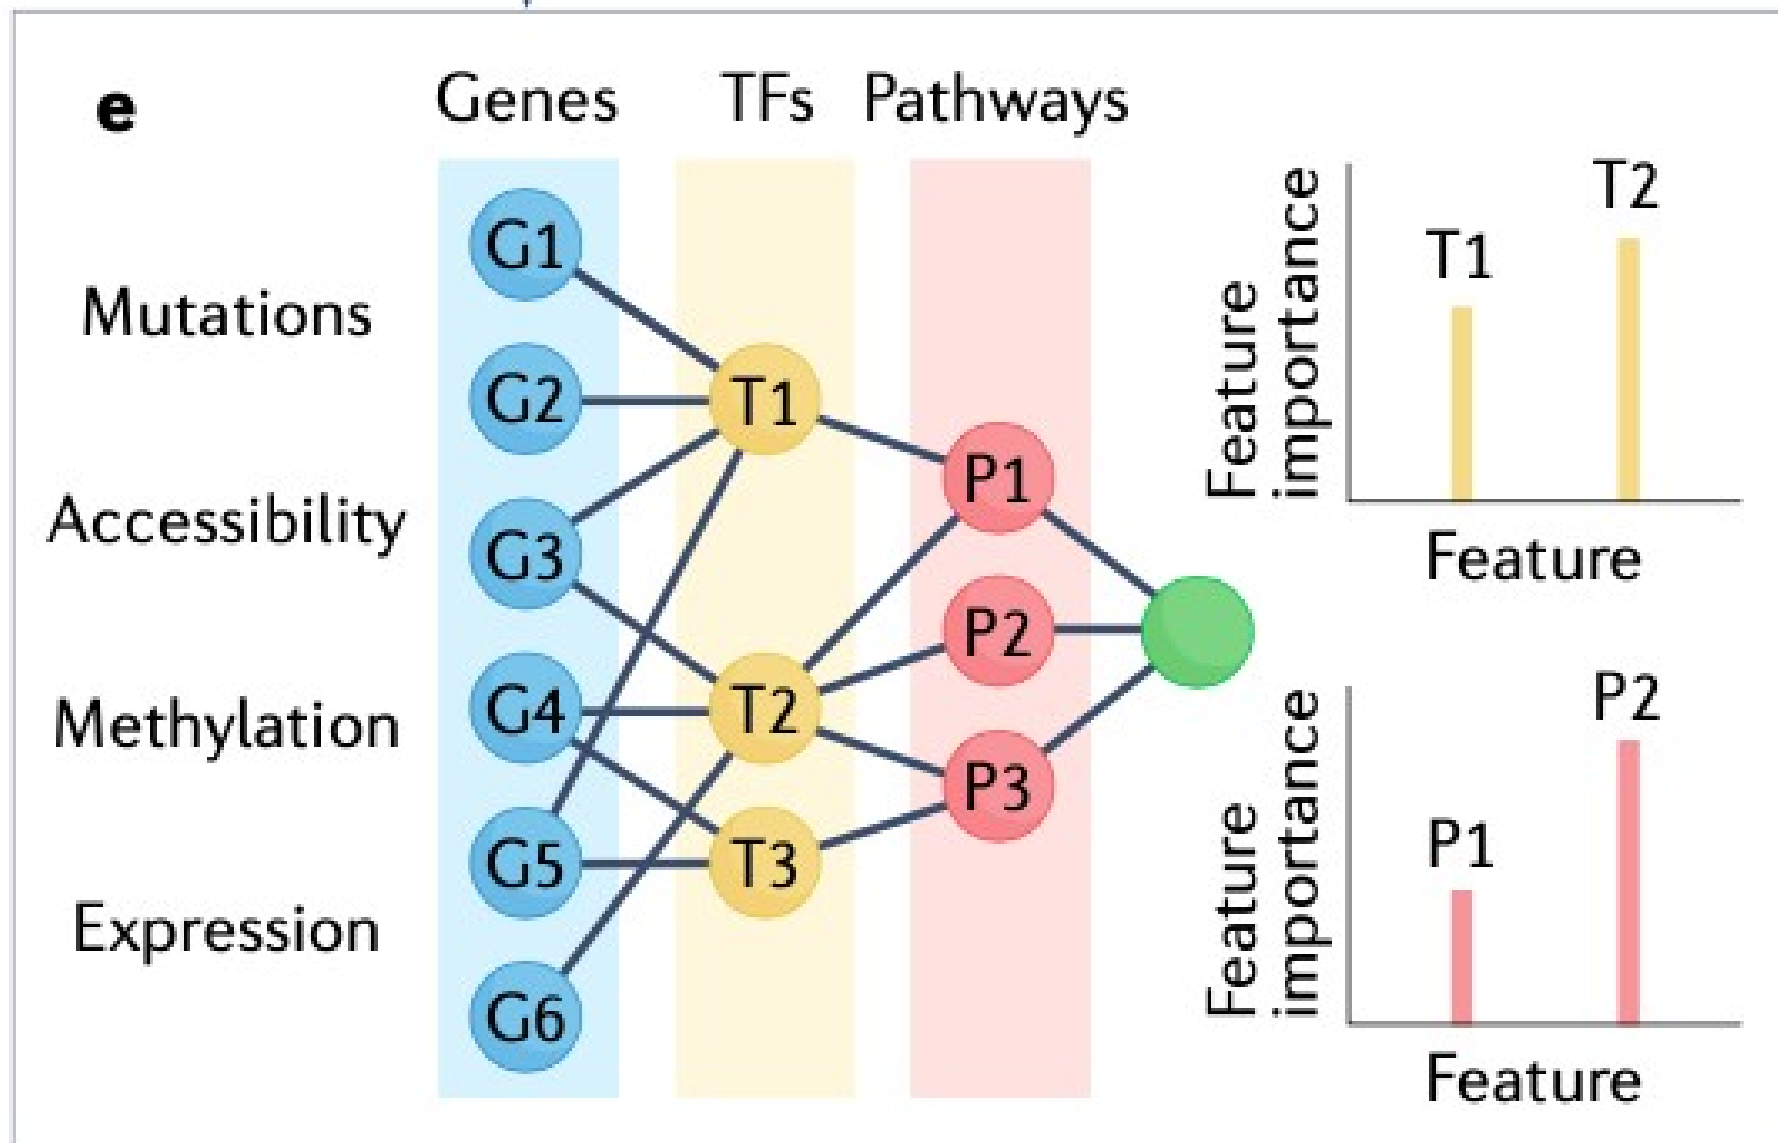 e
Genes
TFs
Pathways
Mutations
Accessibility
Methylation
Expression
G1
G2
G3
G4
G5
G6
T1
T2
T3
P1
P2
P3
Feature
importance
T1
T2
Feature
Feature
importance
P1
P2
Feature